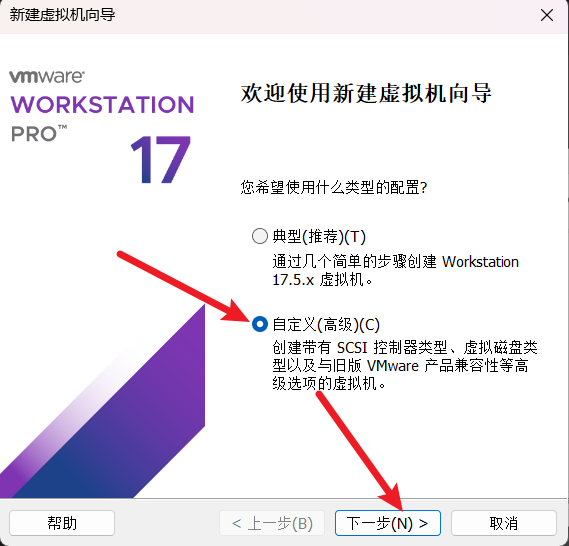 新建虚拟机向导
vmware
WORKSTATION
PRO™
17
欢迎使用新建虚拟机向导
您希望使用什么类型的配置?
典型(推荐)(T)
通过几个简单的步骤创建 Workstation
17.5.x 虚拟机。
自定义(高级)(C)
创建带有 SCSI 控制器类型、虚拟磁盘类
型以及与旧版 VMware 产品兼容性等高
级选项的虚拟机。
帮助
< 上一步(B)
下一步(N) >
取消